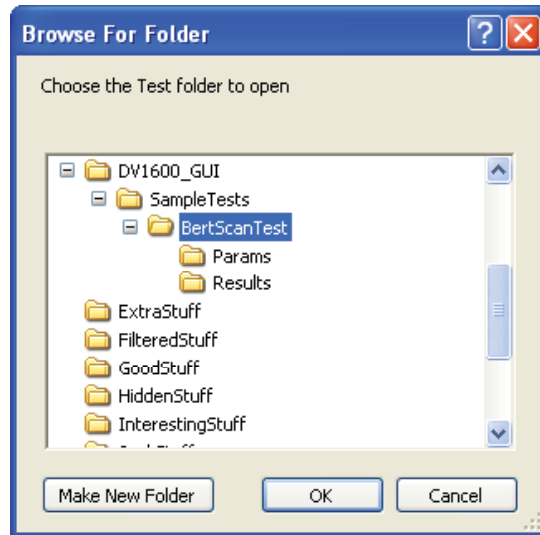 Browse For Folder
Choose the Test folder to open
DV1600_GUI
SampleTests
BertScanTest
Params
Results
ExtraStuff
FilteredStuff
GoodStuff
HiddenStuff
InterestingStuff
Make New Folder
OK
Cancel